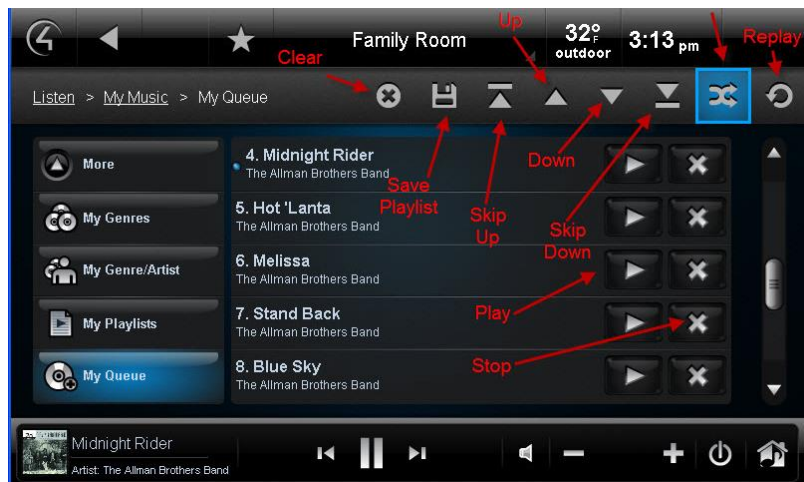 Family Room
32°F
outdoor
3:13 pm
Up
Replay
Clear
Listen > My Music > My Queue
More
4. Midnight Rider
The Allman Brothers Band
Down
Save
Playlist
My Genres
5. Hot 'Lanta
The Allman Brothers Band
Skip
Up
Skip
Down
My Genre/Artist
6. Melissa
The Allman Brothers Band
My Playlists
7. Stand Back
The Allman Brothers Band
Play
My Queue
8. Blue Sky
The Allman Brothers Band
Stop
Midnight Rider
Artist: The Allman Brothers Band